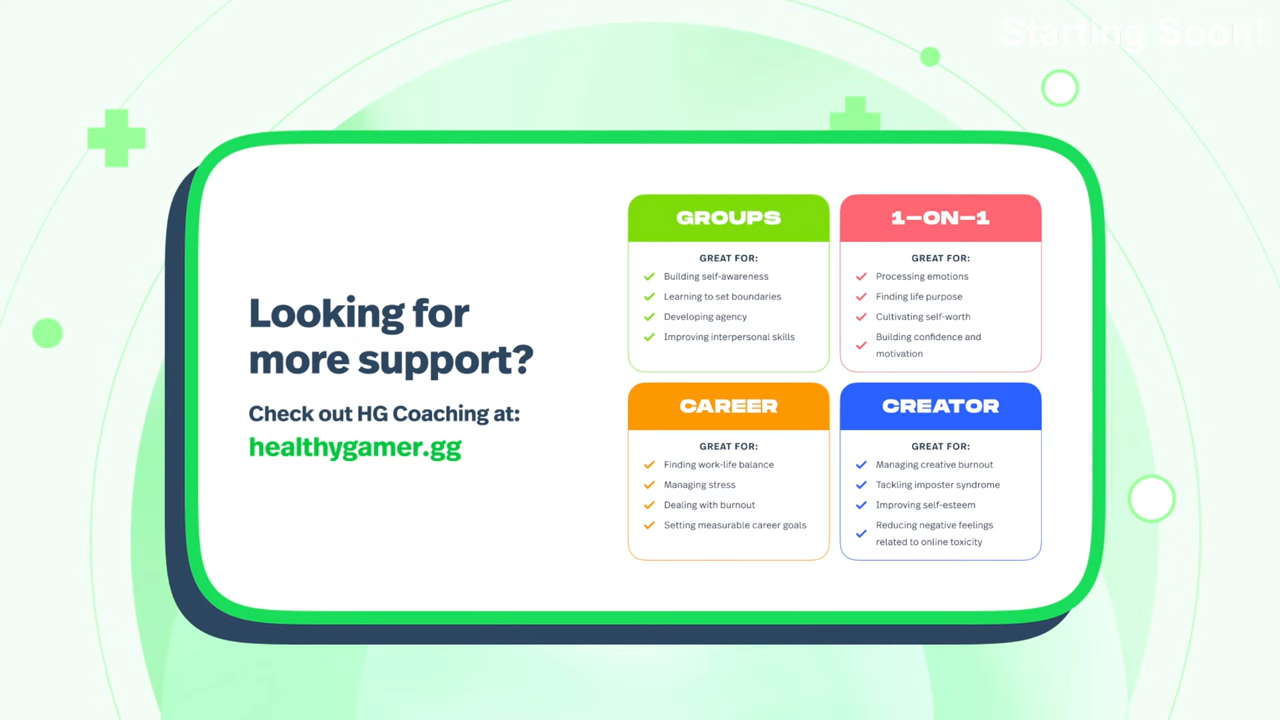 Starting Soon!
Looking for
more support?
Check out HG Coaching at:
healthygamer.gg
GROUPS
GREAT FOR:
Building self-awareness
Learning to set boundaries
Developing agency
Improving interpersonal skills
1-ON-1
GREAT FOR:
Processing emotions
Finding life purpose
Cultivating self-worth
Building confidence and
motivation
CAREER
GREAT FOR:
Finding work-life balance
Managing stress
Dealing with burnout
Setting measurable career goals
CREATOR
GREAT FOR:
Managing creative burnout
Tackling imposter syndrome
Improving self-esteem
Reducing negative feelings
related to online toxicity